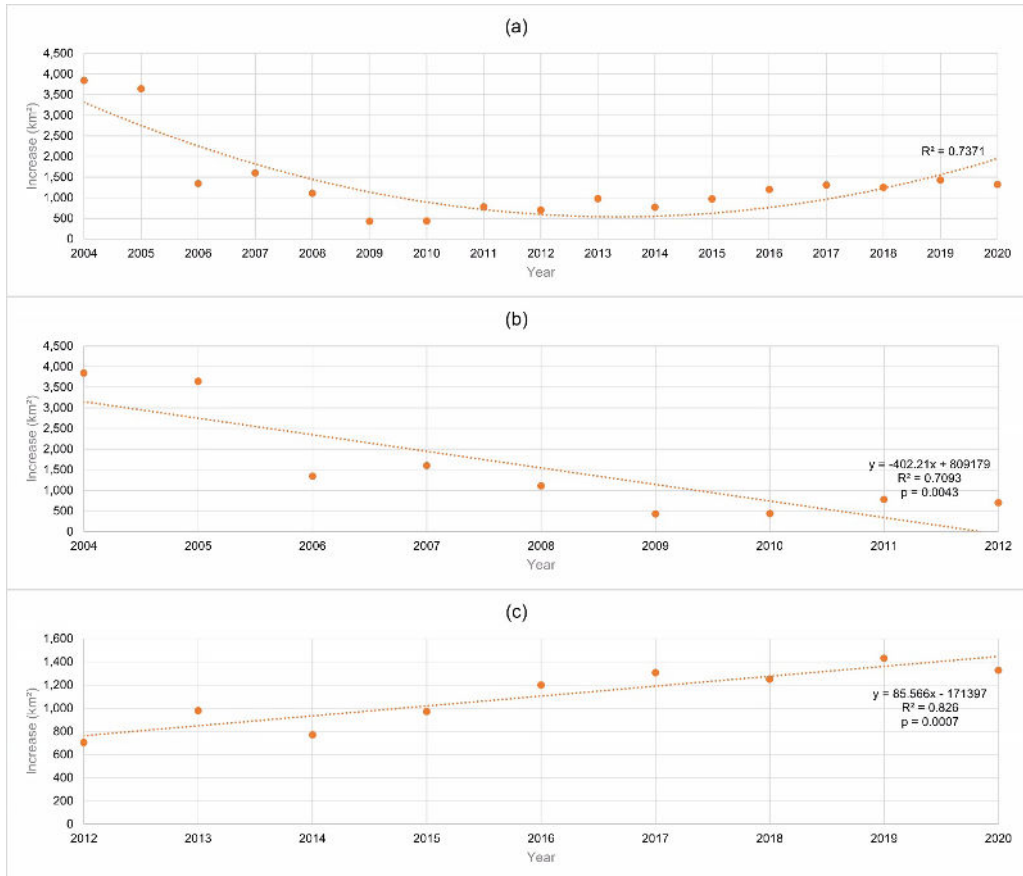 (a)
4,500
4,000
3,500
3,000
2,500
2,000
1,500
1,000
500
0
Increase (km²)
R² = 0.7371
2004 2005 2006 2007 2008 2009 2010 2011 2012 2013 2014 2015 2016 2017 2018 2019 2020
Year
(b)
4,500
4,000
3,500
3,000
2,500
2,000
1,500
1,000
500
0
Increase (km²)
y = -402.21x + 809179
R² = 0.7093
p = 0.0043
2004 2005 2006 2007 2008 2009 2010 2011 2012
Year
(c)
1,600
1,400
1,200
1,000
800
600
400
200
0
Increase (km²)
y = 85.566x - 171397
R² = 0.826
p = 0.0007
2012 2013 2014 2015 2016 2017 2018 2019 2020
Year